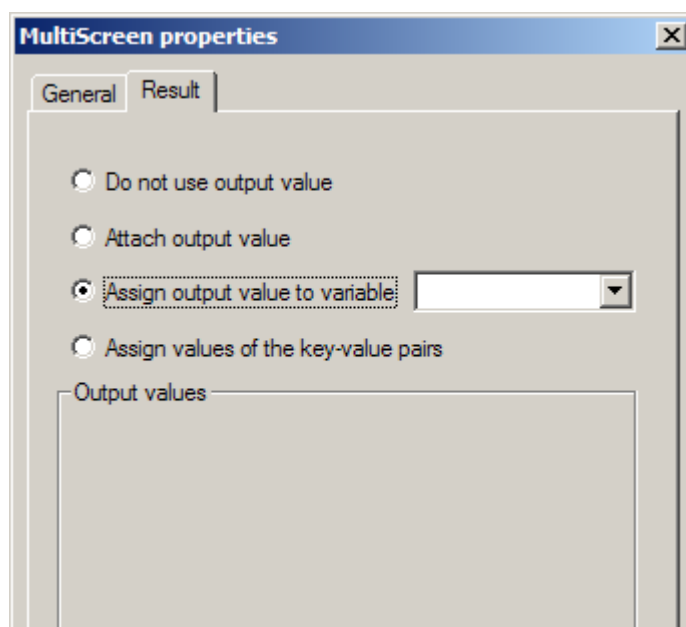 MultiScreen properties
General Result
Do not use output value
Attach output value
Assign output value to variable
Assign values of the key-value pairs
Output values